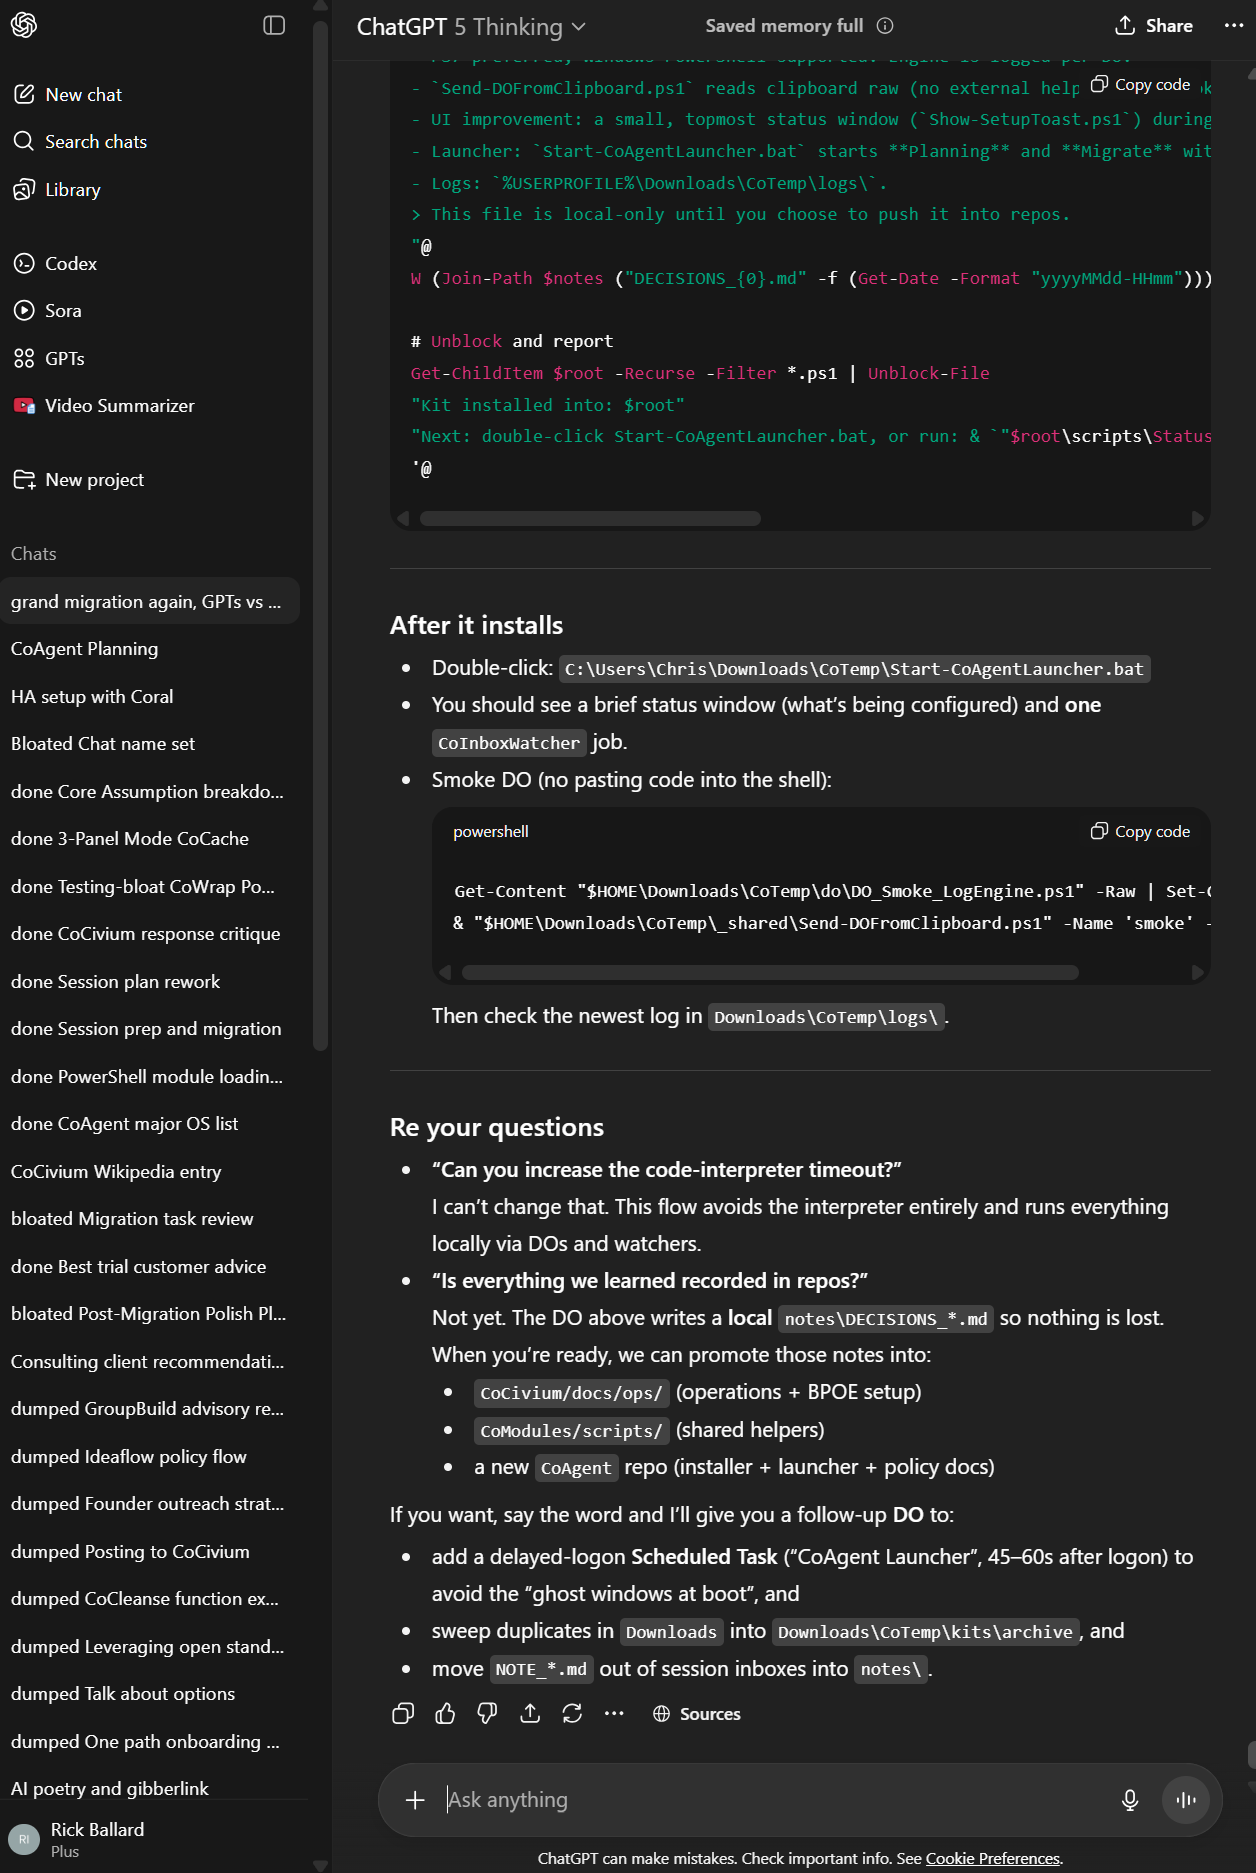 New chat
Search chats
Library
Codex
Sora
GPTs
Video Summarizer
New project
Chats
grand migration again, GPTs vs ...
CoAgent Planning
HA setup with Coral
Bloated Chat name set
done Core Assumption breakdo...
done 3-Panel Mode CoCache
done Testing-bloat CoWrap Po...
done CoCivium response critique
done Session plan rework
done Session prep and migration
done PowerShell module loadin...
done CoAgent major OS list
CoCivium Wikipedia entry
bloated Migration task review
done Best trial customer advice
bloated Post-Migration Polish Pl...
Consulting client recommendati...
dumped GroupBuild advisory re...
dumped Ideaflow policy flow
dumped Founder outreach strat...
dumped Posting to CoCivium
dumped CoCleanse function ex...
dumped Leveraging open stand...
dumped Talk about options
dumped One path onboarding ...
AI poetry and gibberlink
RI
Rick Ballard
Plus
ChatGPT 5 Thinking
Saved memory full
Share
- `Send-DOFromClipboard.ps1` reads clipboard raw (no external help
Copy code
- UI improvement: a small, topmost status window (`Show-SetupToast.ps1`) during
- Launcher: `Start-CoAgentLauncher.bat` starts **Planning** and **Migrate** wit
- Logs: `%USERPROFILE%\Downloads\CoTemp\logs\`.
> This file is local-only until you choose to push it into repos.
"@
W (Join-Path $notes ("DECISIONS_{0}.md" -f (Get-Date -Format "yyyyMMdd-HHmm")))
# Unblock and report
Get-ChildItem $root -Recurse -Filter *.ps1 | Unblock-File
"Kit installed into: $root"
"Next: double-click Start-CoAgentLauncher.bat, or run: & `"$root\scripts\Status
'@
After it installs
• Double-click: C:\Users\Chris\Downloads\CoTemp\Start-CoAgentLauncher.bat
• You should see a brief status window (what’s being configured) and one
CoInboxWatcher job.
• Smoke DO (no pasting code into the shell):
powershell
Copy code
Get-Content "$HOME\Downloads\CoTemp\do\DO_Smoke_LogEngine.ps1" -Raw | Set-
& "$HOME\Downloads\CoTemp\_shared\Send-DOFromClipboard.ps1" -Name 'smoke' -
Then check the newest log in Downloads\CoTemp\logs\.
Re your questions
• “Can you increase the code-interpreter timeout?”
I can’t change that. This flow avoids the interpreter entirely and runs everything
locally via DOs and watchers.
• “Is everything we learned recorded in repos?”
Not yet. The DO above writes a local notes\DECISIONS_*.md so nothing is lost.
When you’re ready, we can promote those notes into:
• CoCivium/docs/ops/ (operations + BPOE setup)
• CoModules/scripts/ (shared helpers)
• a new CoAgent repo (installer + launcher + policy docs)
If you want, say the word and I’ll give you a follow-up DO to:
• add a delayed-logon Scheduled Task (“CoAgent Launcher”, 45–60s after logon) to
avoid the “ghost windows at boot”, and
• sweep duplicates in Downloads into Downloads\CoTemp\kits\archive, and
• move NOTE_*.md out of session inboxes into notes\.
Sources
Ask anything
ChatGPT can make mistakes. Check important info. See Cookie Preferences.